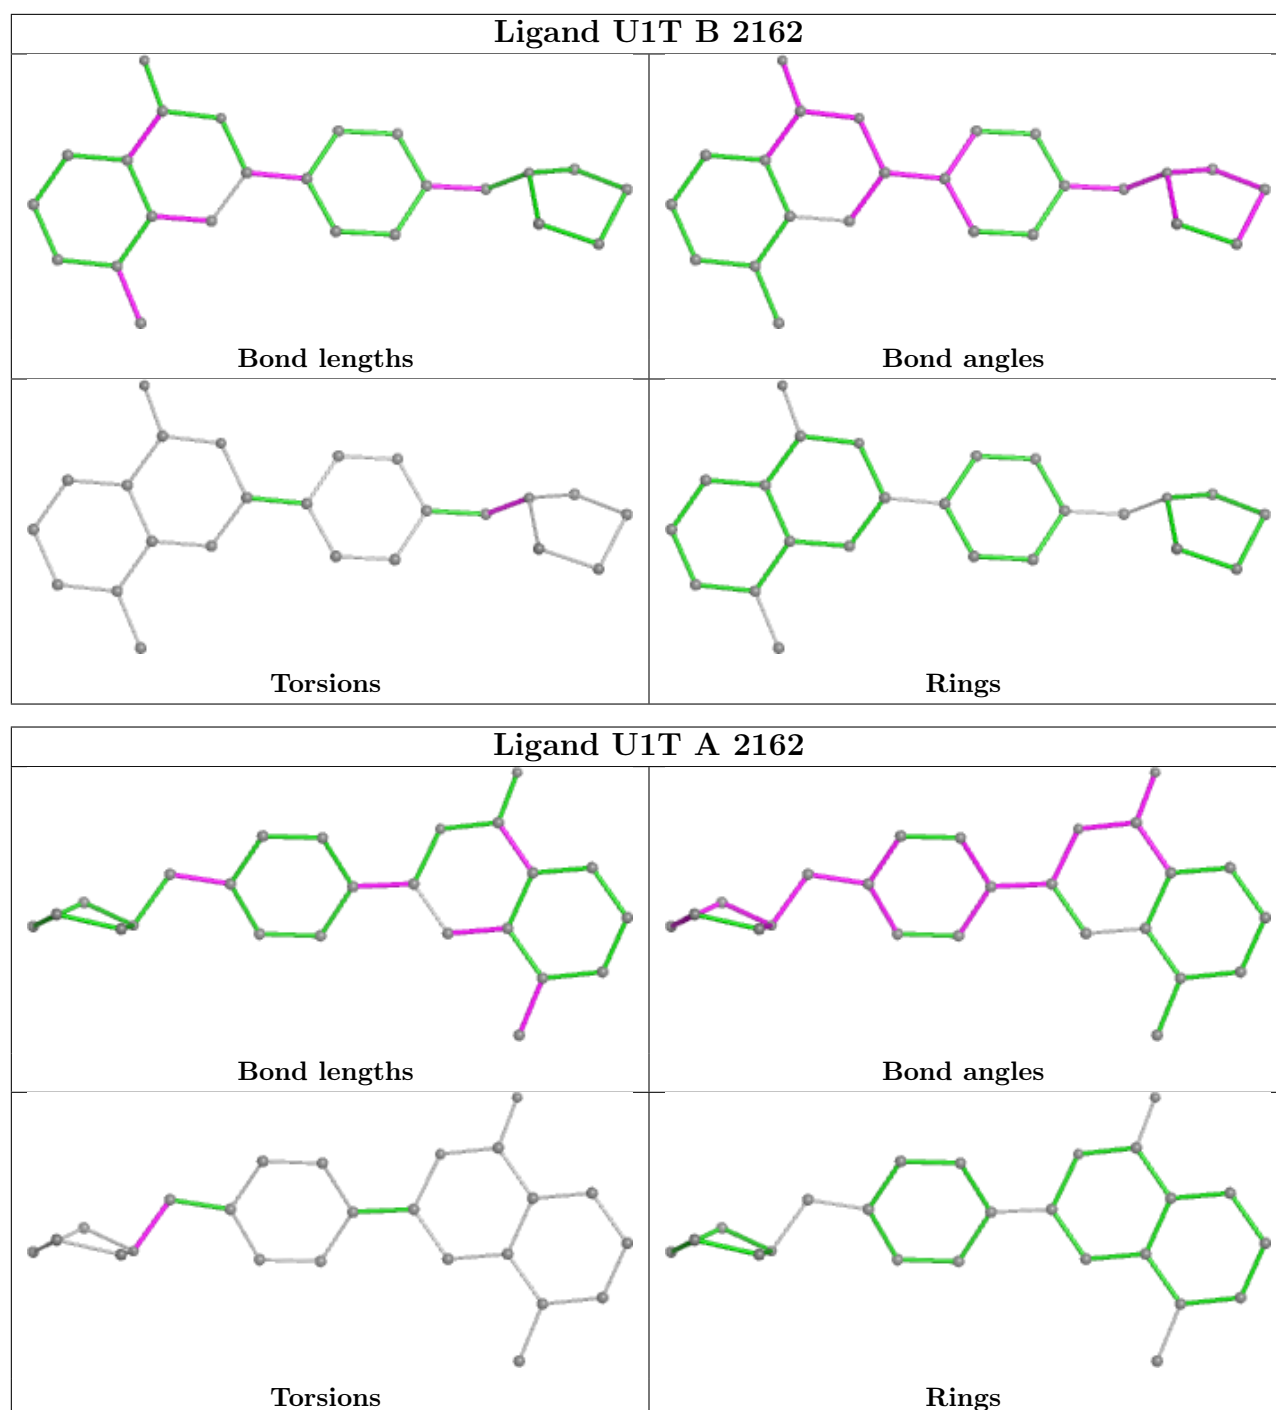 Ligand U1T B 2162
Bond lengths
Bond angles
Torsions
Rings
Ligand U1T A 2162
Bond lengths
Bond angles
Torsions
Rings